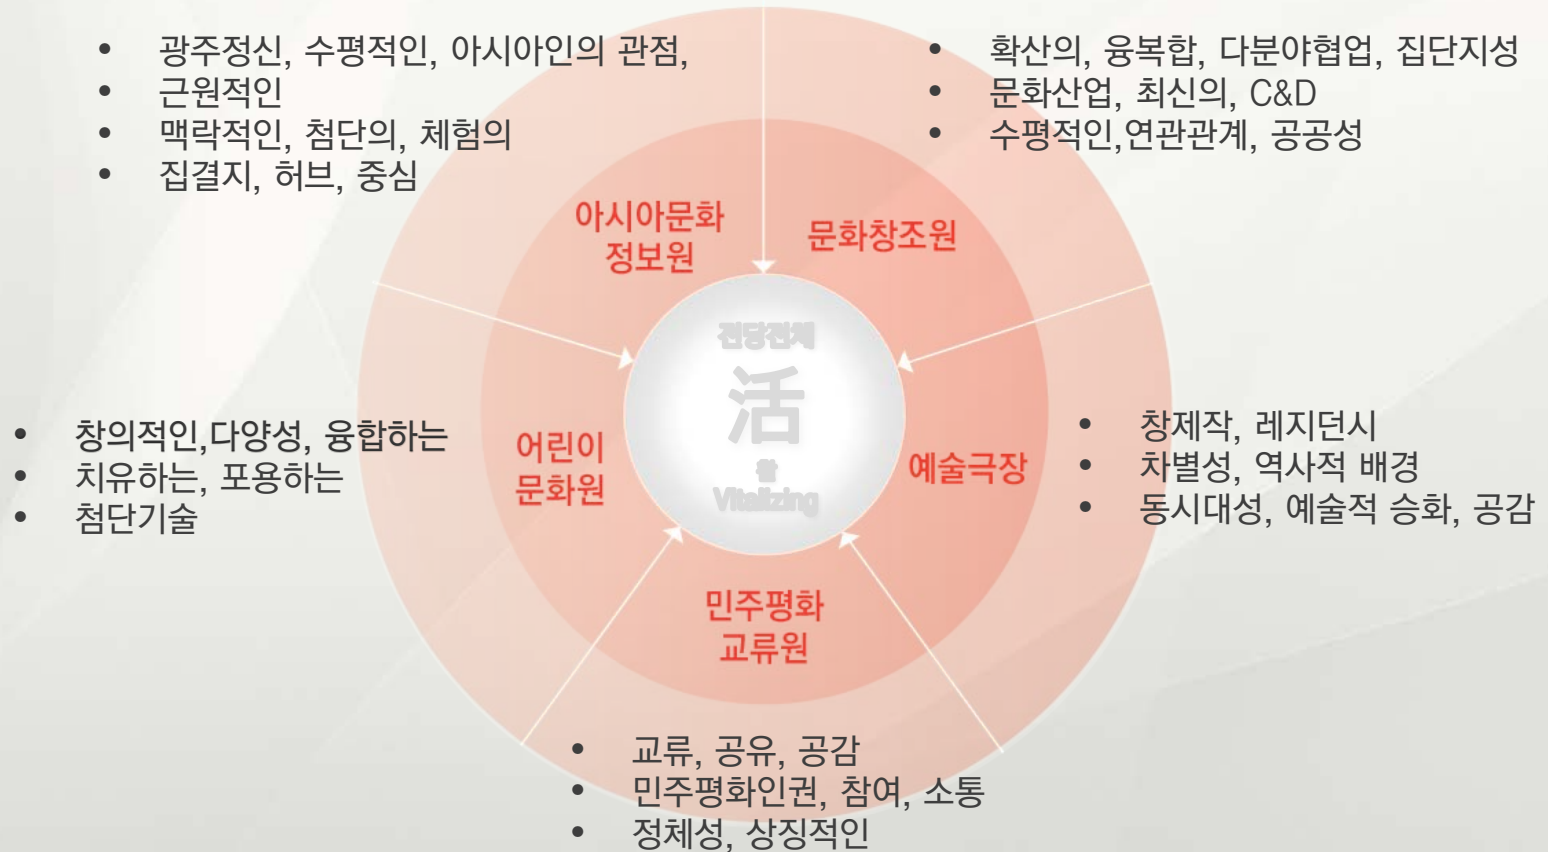 • 광주정신, 수평적인, 아시아인의 관점,
• 근원적인
• 맥락적인, 첨단의, 체험의
• 집결지, 허브, 중심
• 확산의, 융복합, 다분야협업, 집단지성
• 문화산업, 최신의, C&D
• 수평적인,연관관계, 공공성
아시아문화
정보원
문화창조원
전당전체
活
활
Vitalizing
• 창의적인,다양성, 융합하는
• 치유하는, 포용하는
• 첨단기술
어린이
문화원
예술극장
• 창제작, 레지던시
• 차별성, 역사적 배경
• 동시대성, 예술적 승화, 공감
민주평화
교류원
• 교류, 공유, 공감
• 민주평화인권, 참여, 소통
• 정체성, 상징적인